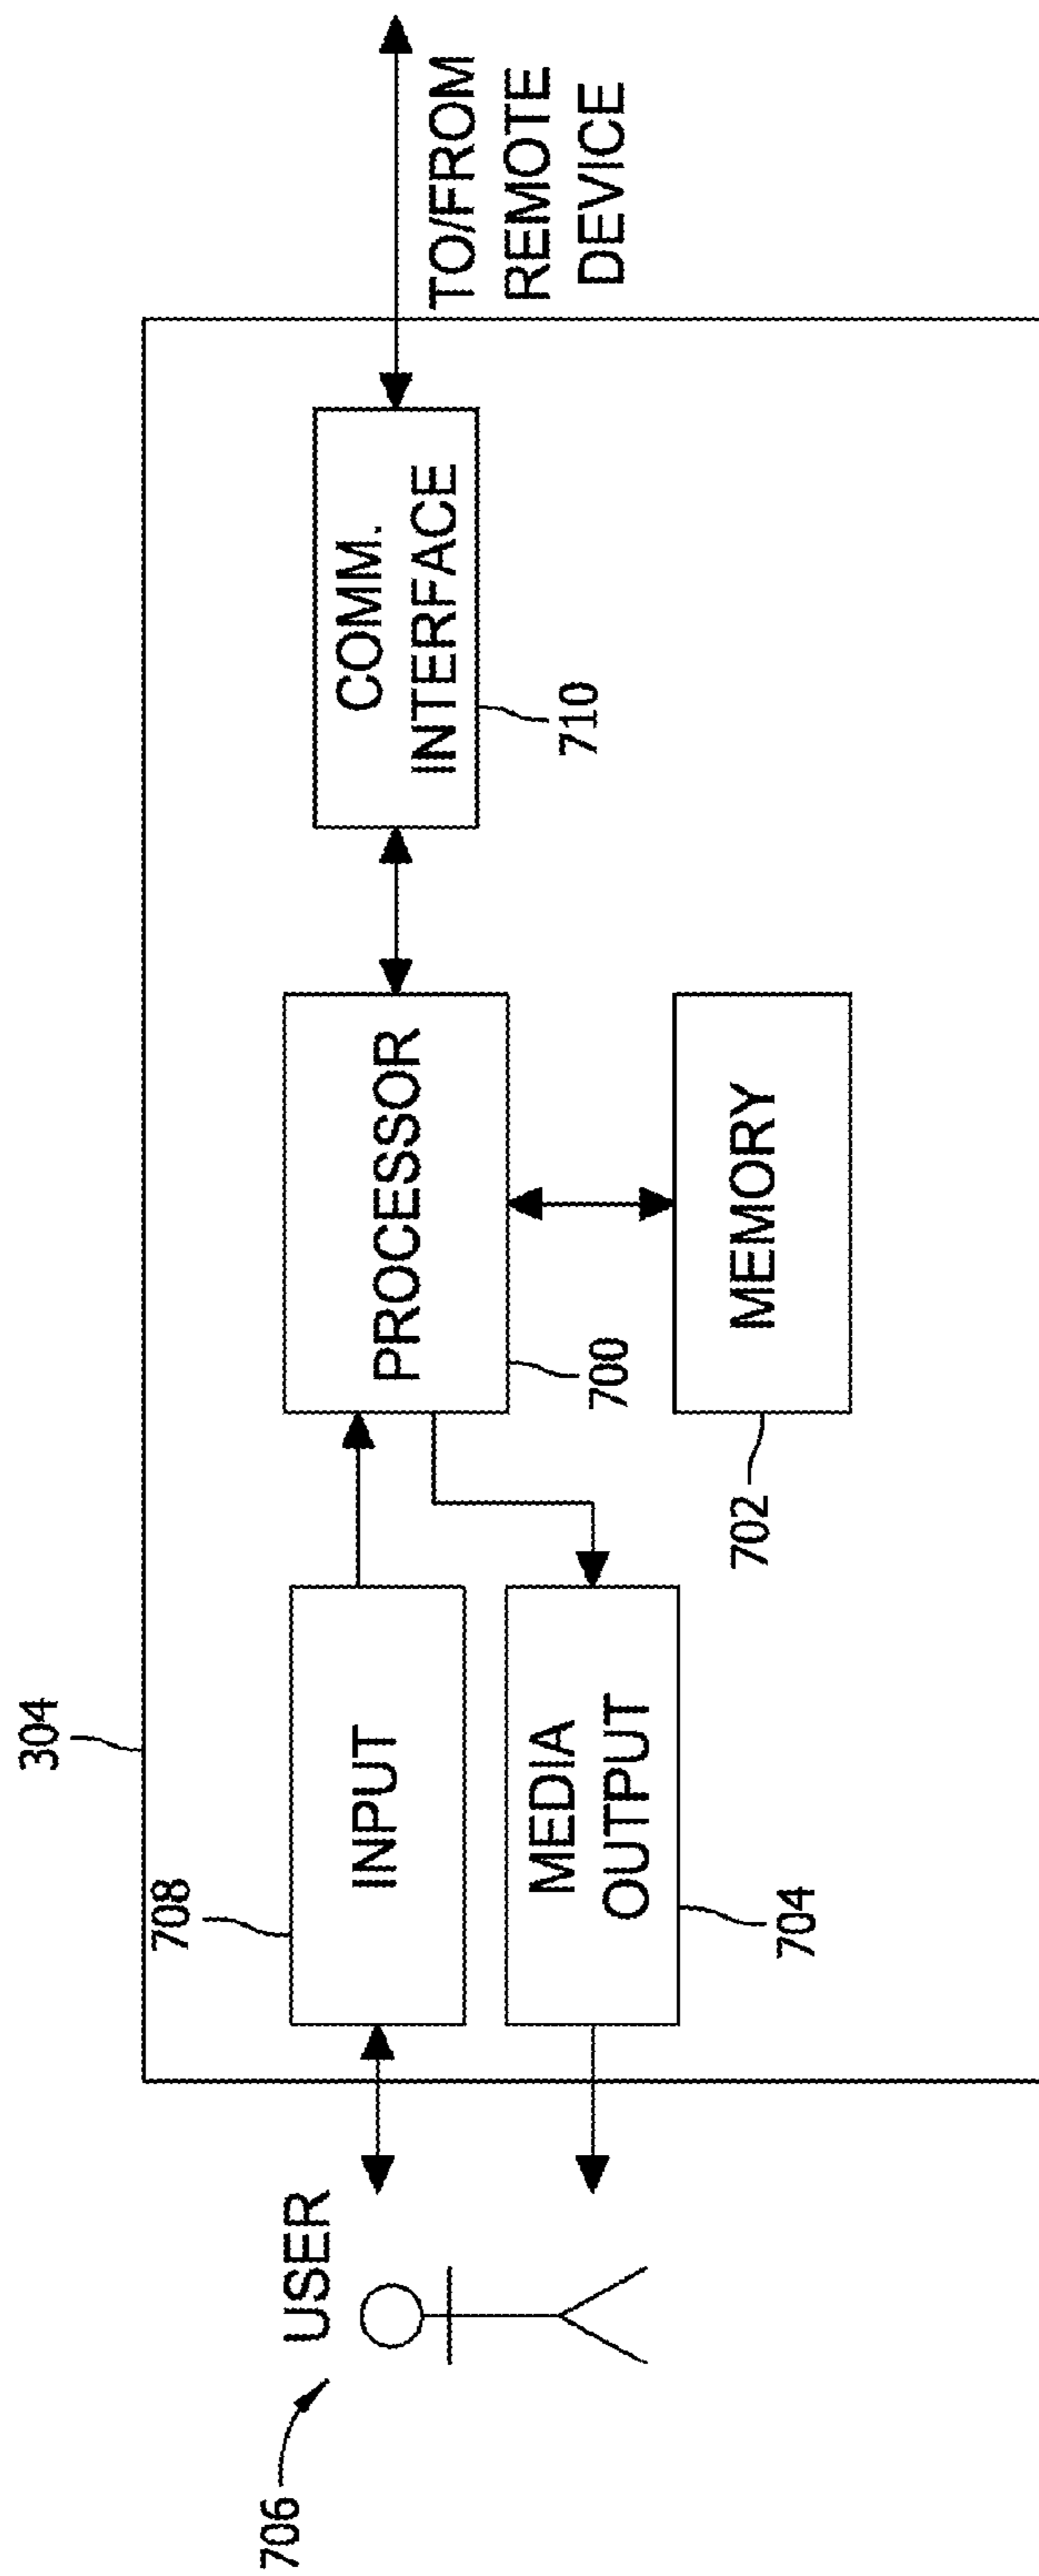 304
706
USER
708
INPUT
MEDIA
OUTPUT
704
PROCESSOR
700
MEMORY
702
COMM.
INTERFACE
710
TO/FROM
REMOTE
DEVICE